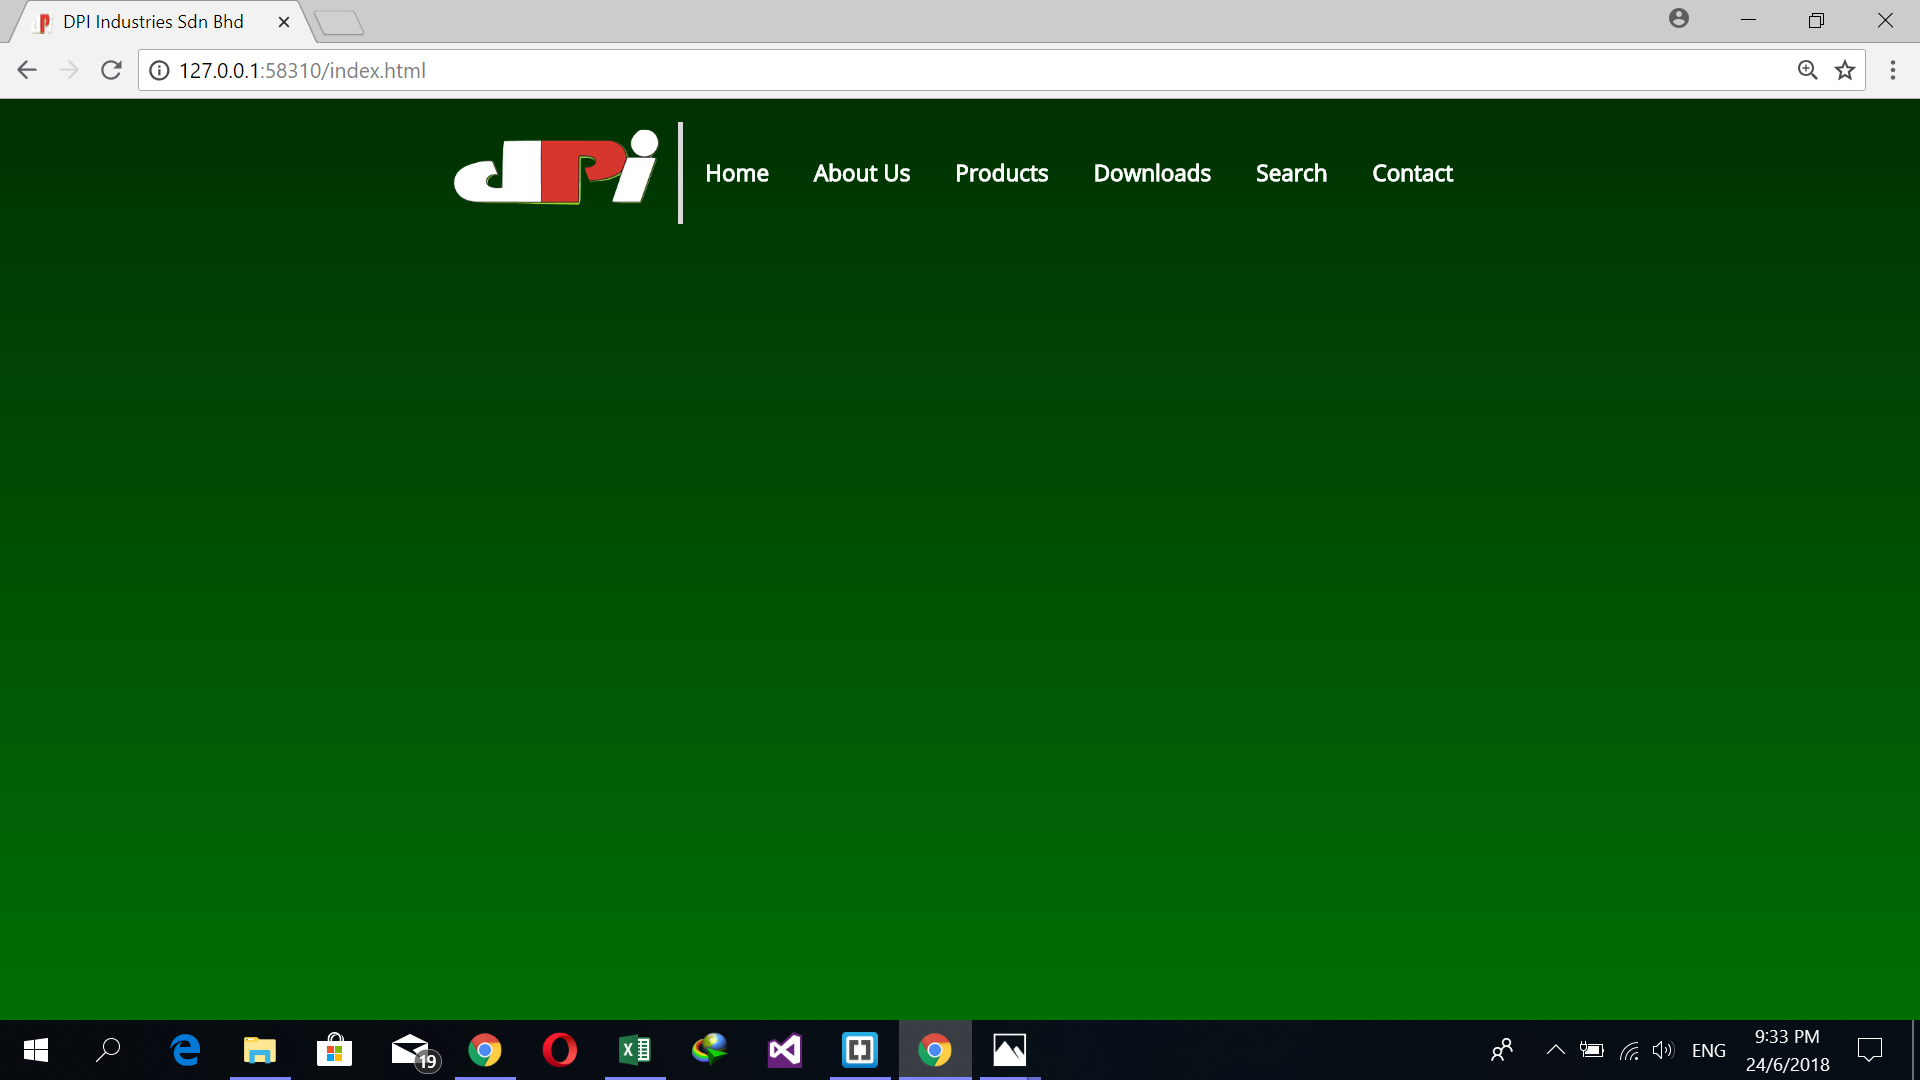 DPI Industries Sdn Bhd
127.0.0.1:58310/index.html
dPi
Home About Us Products Downloads Search Contact
19
ENG
9:33 PM
24/6/2018